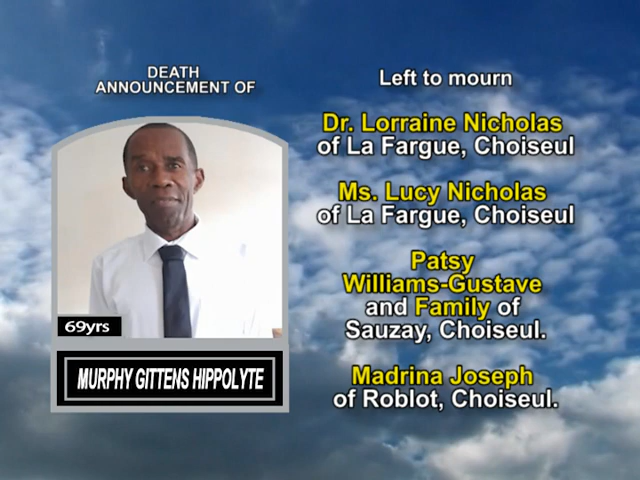 DEATH
ANNOUNCEMENT OF
69yrs
MURPHY GITTENS HIPPOLYTE
Left to mourn
Dr. Lorraine Nicholas
of La Fargue, Choiseul
Ms. Lucy Nicholas
of La Fargue, Choiseul
Patsy
Williams-Gustave
and Family of
Sauzay, Choiseul.
Madrina Joseph
of Roblot, Choiseul.